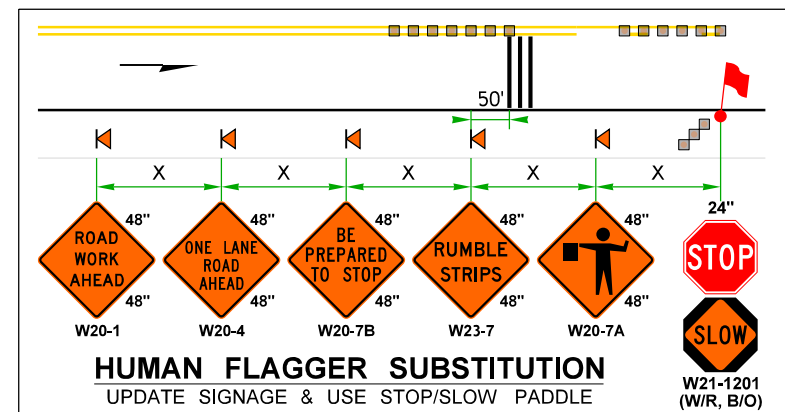 50'
X X X X X
24"
48" 48" 48" 48" 48"
ROAD
WORK
AHEAD
ONE LANE
ROAD
AHEAD
BE
PREPARED
TO STOP
RUMBLE
STRIPS
STOP
48" 48" 48" 48" 48"
W20-1 W20-4 W20-7B W23-7 W20-7A
SLOW
W21-1201
(W/R, B/O)
HUMAN FLAGGER SUBSTITUTION
UPDATE SIGNAGE & USE STOP/SLOW PADDLE